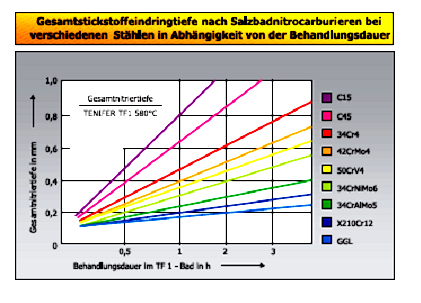 Gesamtstickstoffeindringtiefe nach Salzbadnitrocarburieren bei
verschiedenen Stählen in Abhängigkeit von der Behandlungsdauer
1,0
0,8
0,6
0,4
0,2
0
Gesamtnitriertiefe in mm
Gesamtnitriertiefe
TENIFER TF1 580°C
0,5
1
2
3
Behandlungsdauer im TF 1 - Bad in h
C15
C45
34Cr4
42CrMo4
50CrV4
34CrNiMo6
34CrAlMo5
X210Cr12
GGL